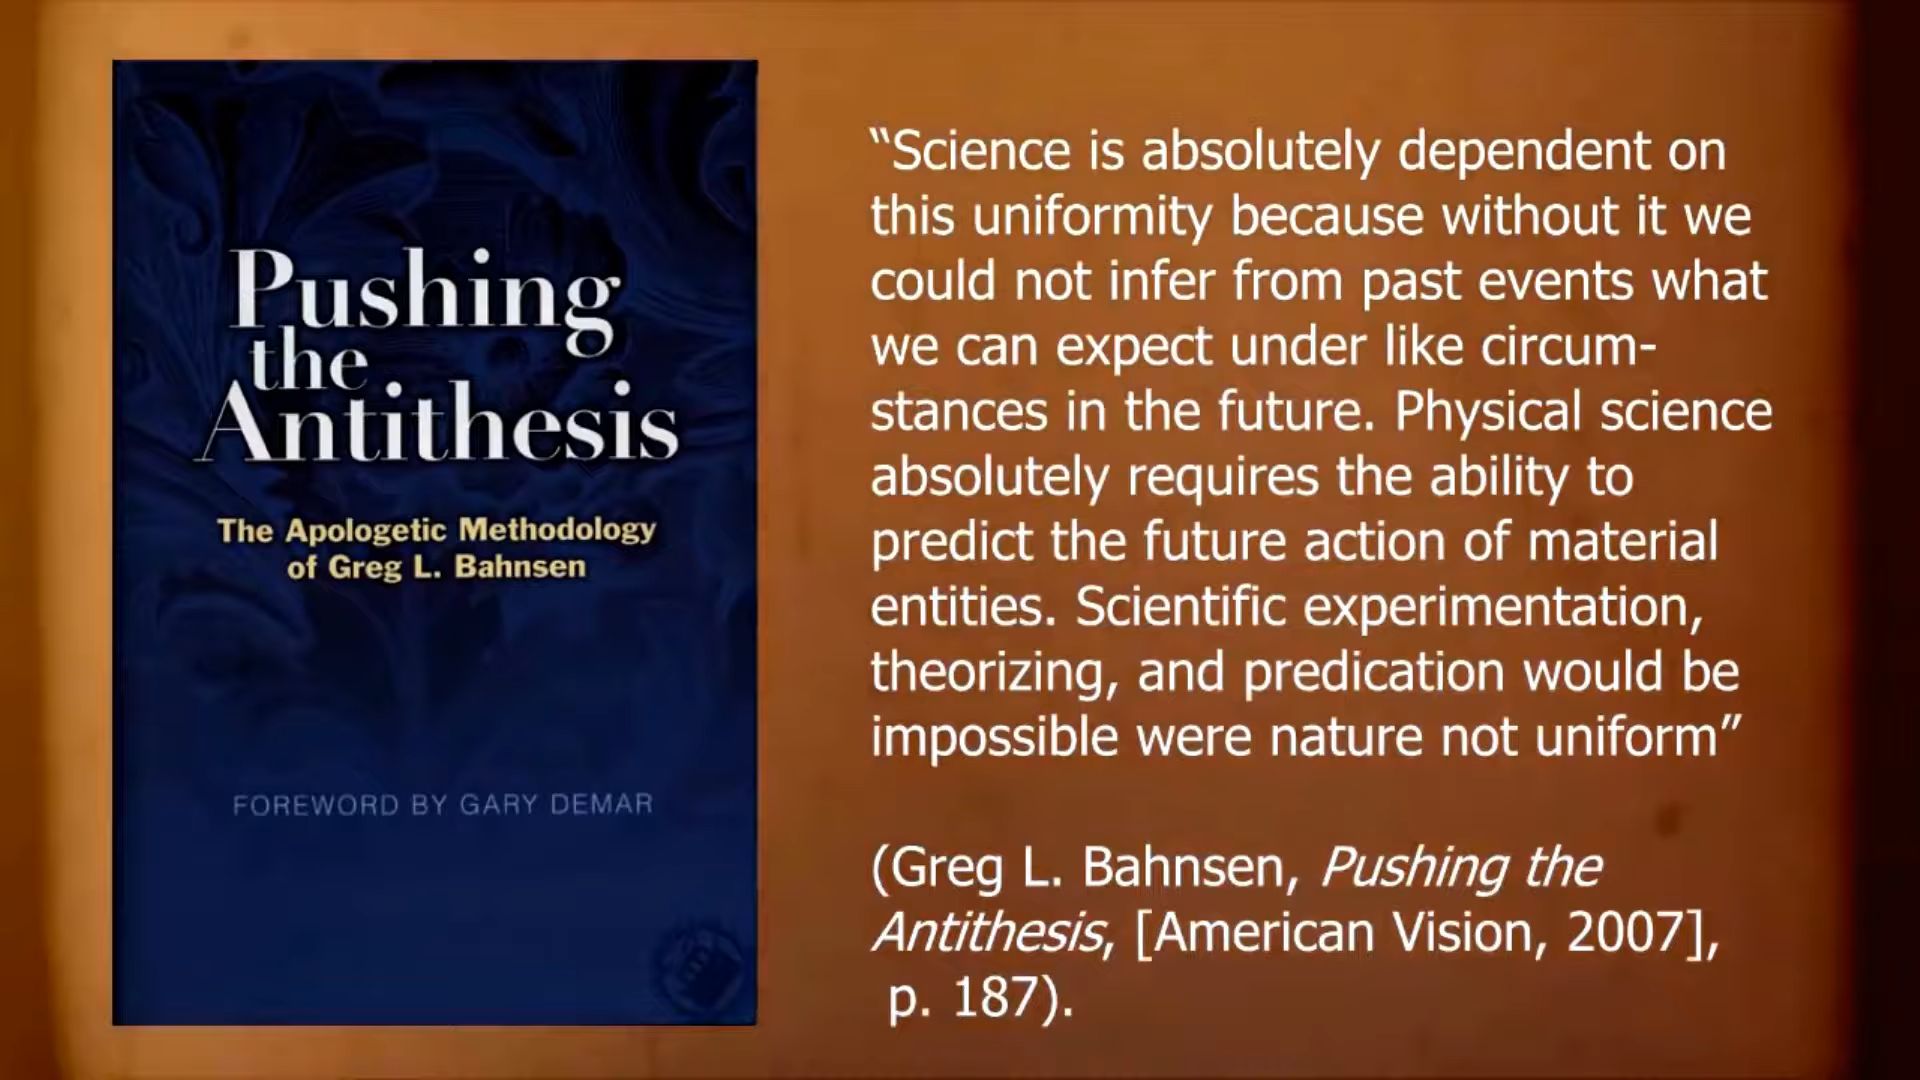 Pushing
the
Antithesis
The Apologetic Methodology
of Greg L. Bahnsen
FOREWORD BY GARY DEMAR
“Science is absolutely dependent on
this uniformity because without it we
could not infer from past events what
we can expect under like circum-
stances in the future. Physical science
absolutely requires the ability to
predict the future action of material
entities. Scientific experimentation,
theorizing, and predication would be
impossible were nature not uniform”
(Greg L. Bahnsen, Pushing the
Antithesis, [American Vision, 2007],
p. 187).